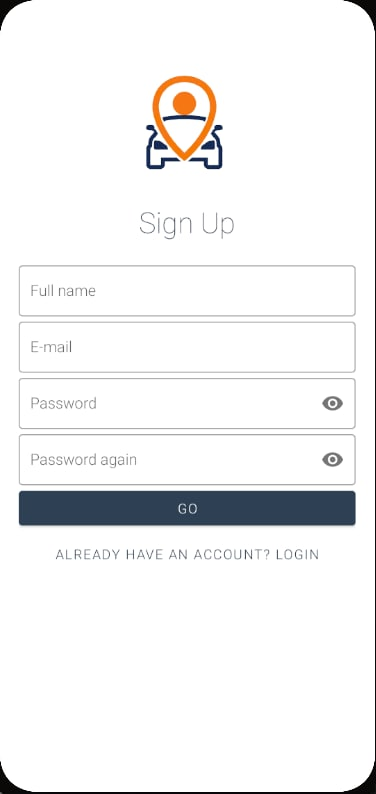 Sign Up
Full name
E-mail
Password
Password again
GO
ALREADY HAVE AN ACCOUNT? LOGIN